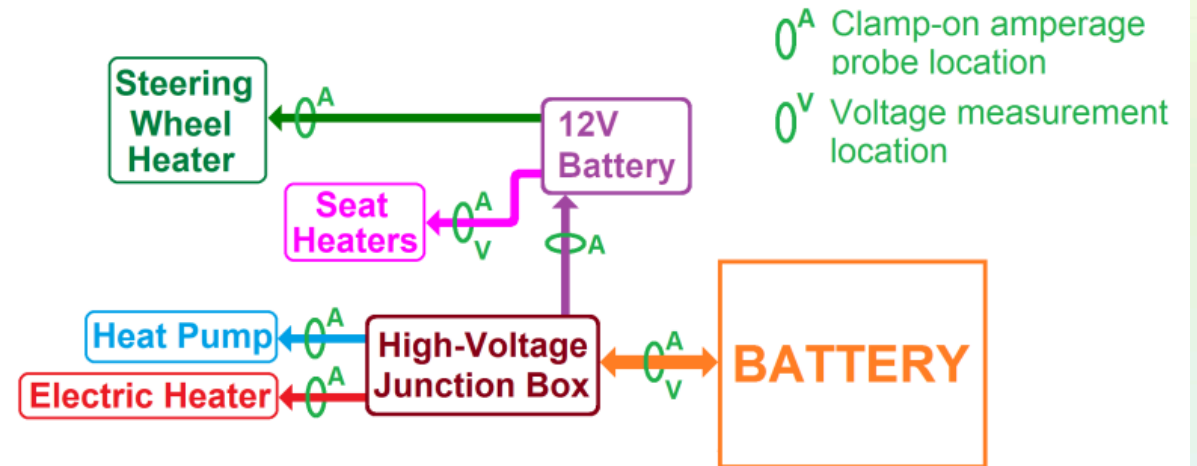 A Clamp-on amperage
probe location
V Voltage measurement
location
Steering
Wheel
Heater
A
12V
Battery
Seat
Heaters
A
V
A
Heat Pump
A
High-Voltage
Junction Box
A
V
BATTERY
Electric Heater
A